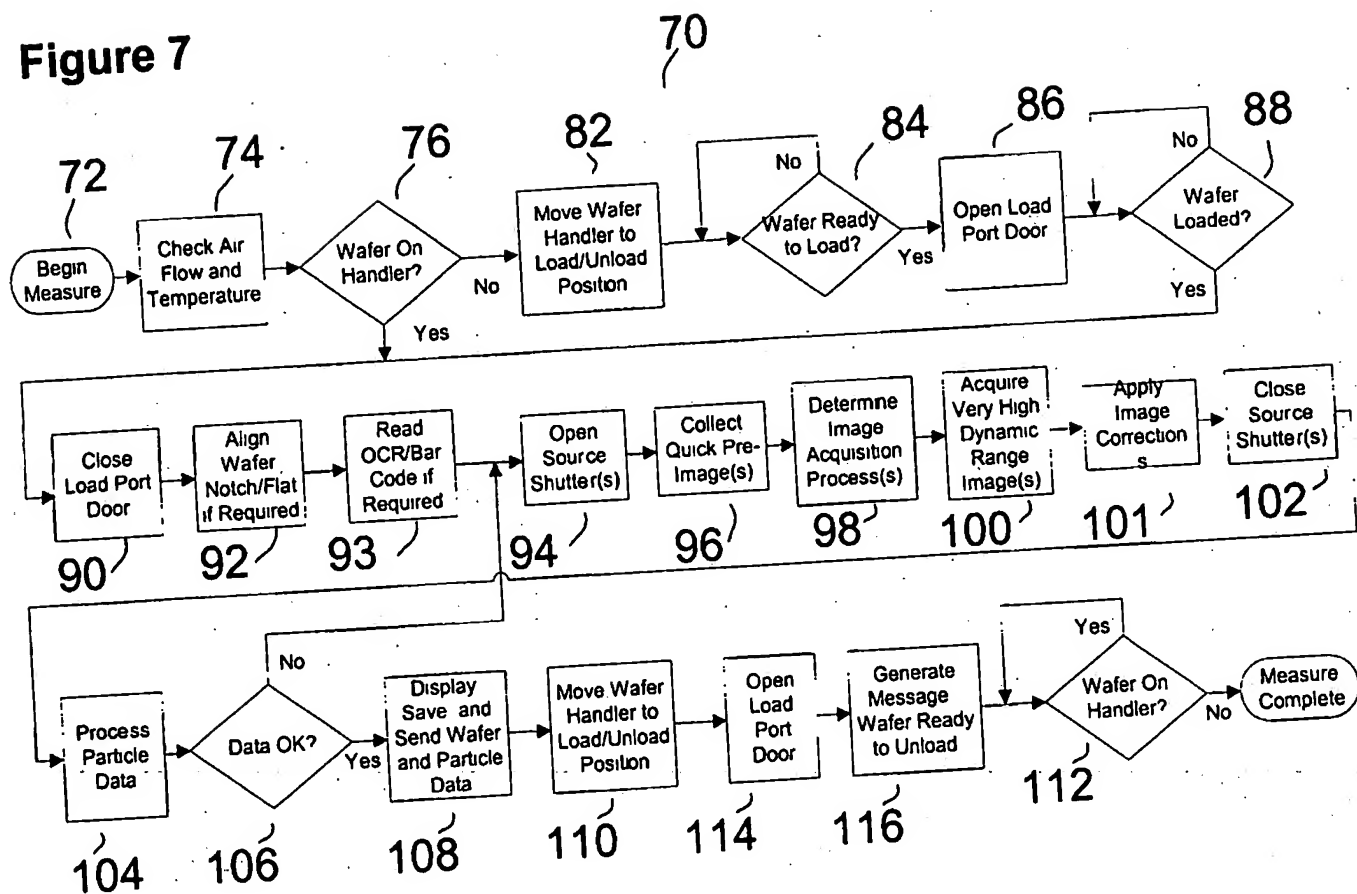 Figure 7
70
72
74
76
82
84
86
88
Begin
Measure
Check Air
Flow and
Temperature
Wafer On
Handler?
No
Yes
Move Wafer
Handler to
Load/Unload
Position
No
Wafer Ready
to Load?
Yes
Open Load
Port Door
No
Wafer
Loaded?
Yes
Close
Load Port
Door
Align
Wafer
Notch/Flat
if Required
Read
OCR/Bar
Code if
Required
Open
Source
Shutter(s)
Collect
Quick Pre-
Image(s)
Determine
Image
Acquisition
Process(s)
Acquire
Very High
Dynamic
Range
Image(s)
Apply
Image
Correction
s
Close
Source
Shutter(s)
90
92
93
94
96
98
100
101
102
Process
Particle
Data
No
Data OK?
Yes
Display
Save and
Send Wafer
and Particle
Data
Move Wafer
Handler to
Load/Unload
Position
Open
Load
Port
Door
Generate
Message
Wafer Ready
to Unload
Yes
Wafer On
Handler?
No
Measure
Complete
104
106
108
110
114
116
112